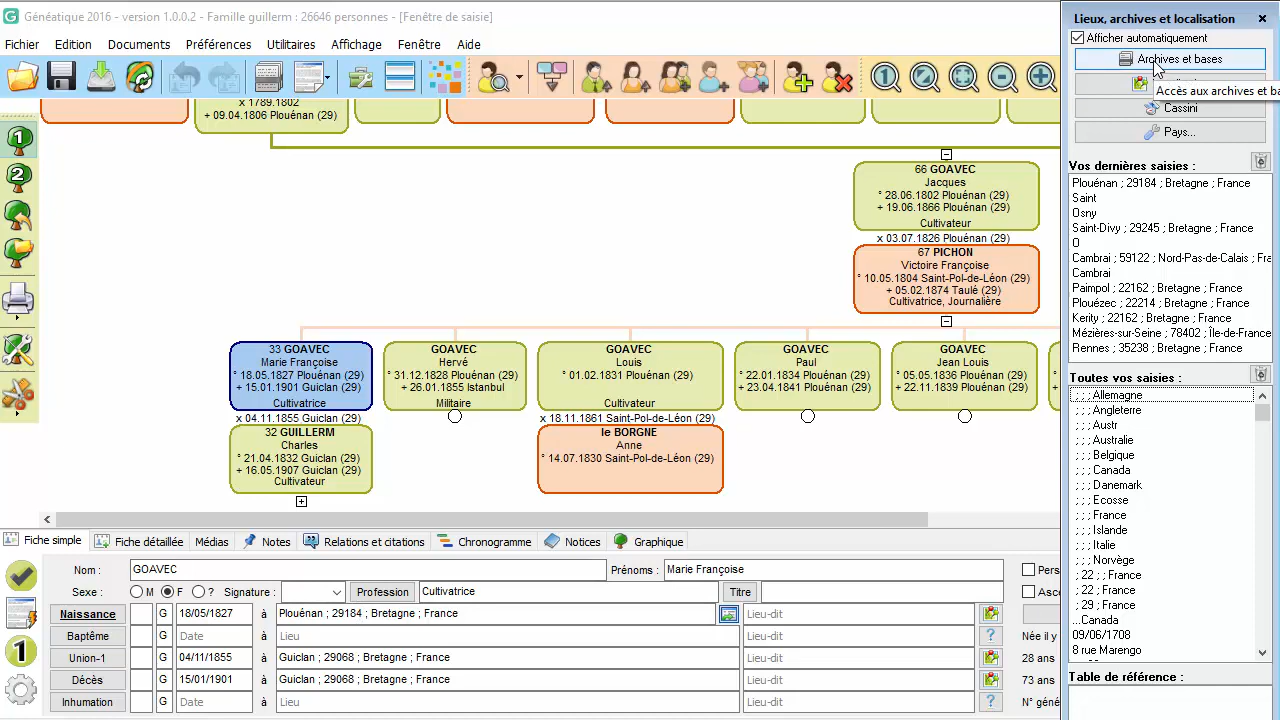 Généatique 2016 - version 1.0.0.2 - Famille guillerm : 26646 personnes - [Fenêtre de saisie]
Fichier Edition Documents Préférences Utilitaires Affichage Fenêtre Aide
x 1789.1802
+ 09.04.1806 Plouénan (29)
66 GOAVEC
Jacques
° 28.06.1802 Plouénan (29)
+ 19.06.1866 Plouénan (29)
Cultivateur
x 03.07.1826 Plouénan (29)
67 PICHON
Victoire Françoise
° 10.05.1804 Saint-Pol-de-Léon (29)
+ 05.02.1874 Taulé (29)
Cultivatrice, Journalière
33 GOAVEC
Marie Françoise
° 18.05.1827 Plouénan (29)
+ 15.01.1901 Guiclan (29)
Cultivatrice
x 04.11.1855 Guiclan (29)
32 GUILLERM
Charles
° 21.04.1832 Guiclan (29)
+ 16.05.1907 Guiclan (29)
Cultivateur
GOAVEC
Hervé
° 31.12.1828 Plouénan (29)
+ 26.01.1855 Istanbul
Militaire
GOAVEC
Louis
° 01.02.1831 Plouénan (29)
Cultivateur
x 18.11.1861 Saint-Pol-de-Léon (29)
le BORGNE
Anne
° 14.07.1830 Saint-Pol-de-Léon (29)
GOAVEC
Paul
° 22.01.1834 Plouénan (29)
+ 23.04.1841 Plouénan (29)
GOAVEC
Jean Louis
° 05.05.1836 Plouénan (29)
+ 22.11.1839 Plouénan (29)
Fiche simple Fiche détaillée Médias Notes Relations et citations Chronogramme Notices Graphique
Nom : GOAVEC Prénoms : Marie Françoise Pers
Sexe : M F ? Signature : Profession Cultivatrice Titre Asce
Naissance G 18/05/1827 à Plouénan ; 29184 ; Bretagne ; France Lieu-dit
Baptême G Date à Lieu Lieu-dit ? Née il y
Union-1 G 04/11/1855 à Guiclan ; 29068 ; Bretagne ; France Lieu-dit 28 ans
Décès G 15/01/1901 à Guiclan ; 29068 ; Bretagne ; France Lieu-dit 73 ans
Inhumation G Date à Lieu Lieu-dit ? N° géné
Lieux, archives et localisation
Afficher automatiquement
Archives et bases
Accès aux archives et ba
Cassini
Pays...
Vos dernières saisies :
Plouénan ; 29184 ; Bretagne ; France
Saint
Osny
Saint-Divy ; 29245 ; Bretagne ; France
O
Cambrai ; 59122 ; Nord-Pas-de-Calais ; Fra
Cambrai
Paimpol ; 22162 ; Bretagne ; France
Plouézec ; 22214 ; Bretagne ; France
Kerity ; 22162 ; Bretagne ; France
Mézières-sur-Seine ; 78402 ; Île-de-France
Rennes ; 35238 ; Bretagne ; France
Toutes vos saisies :
; ; ; Allemagne
; ; ; Angleterre
; ; ; Austr
; ; ; Australie
; ; ; Belgique
; ; ; Canada
; ; ; Danemark
; ; ; Ecosse
; ; ; France
; ; ; Islande
; ; ; Italie
; ; ; Norvège
; 22 ; ; France
; 22 ; France
; 29 ; France
...Canada
09/06/1708
8 rue Marengo
Table de référence :